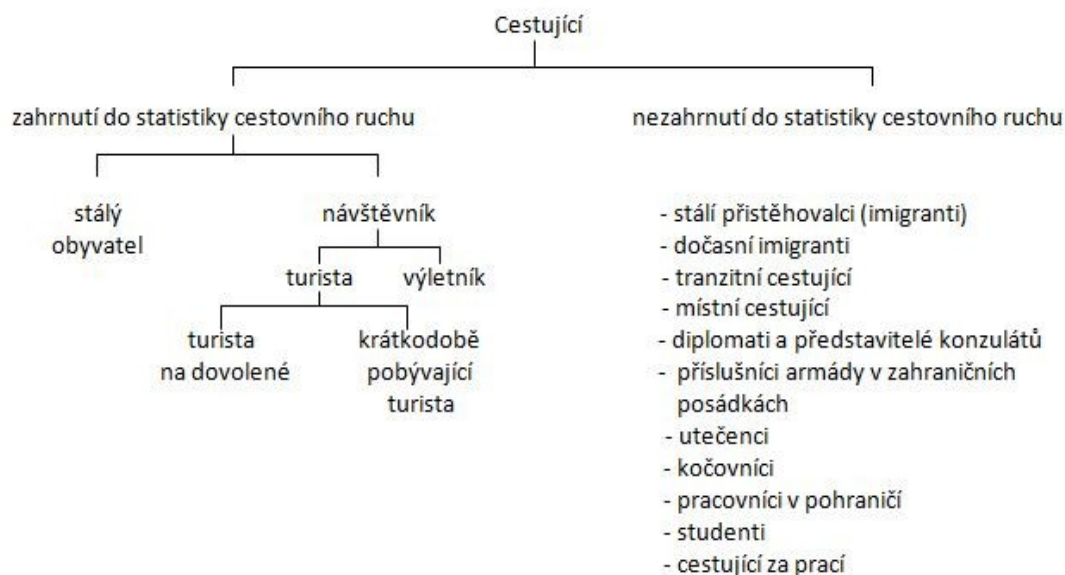 Cestující
zahrnutí do statistiky cestovního ruchu
nezahrnutí do statistiky cestovního ruchu
stálý
obyvatel
návštěvník
turista
výletník
turista
na dovolené
krátkodobě
pobývající
turista
- stálí přistěhovalci (imigranti)
- dočasní imigranti
- tranzitní cestující
- místní cestující
- diplomati a představitelé konzulátů
- příslušníci armády v zahraničních
posádkách
- utečenci
- kočovníci
- pracovníci v pohraničí
- studenti
- cestující za prací